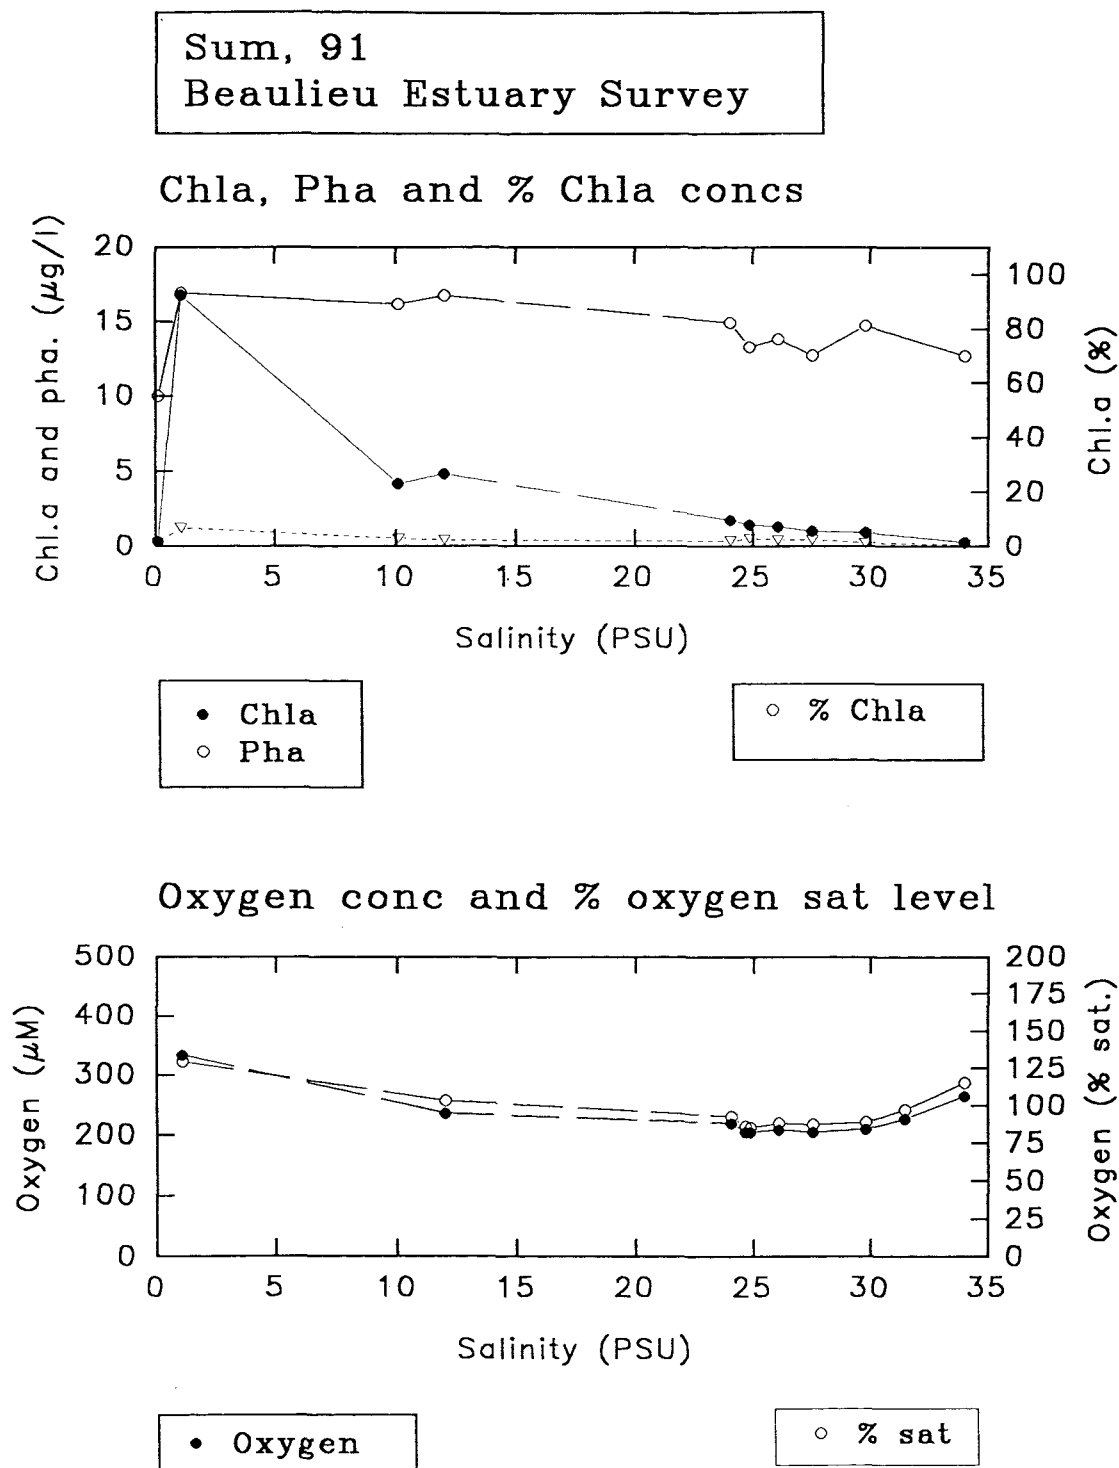 Sum, 91
Beaulieu Estuary Survey
Chla, Pha and % Chla concs
Chl.a and pha. (μg/l)
20
15
10
5
0
100
80
60
40
20
0
Chl.a (%)
0 5 10 15 20 25 30 35
Salinity (PSU)
Chla
Pha
% Chla
Oxygen conc and % oxygen sat level
Oxygen (μM)
500
400
300
200
100
0
200
175
150
125
100
75
50
25
0
Oxygen (% sat.)
0 5 10 15 20 25 30 35
Salinity (PSU)
Oxygen
% sat